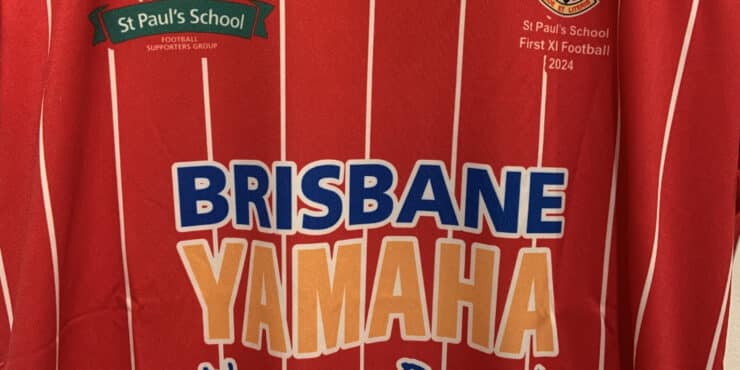 St Paul's School
FOOTBALL
SUPPORTERS GROUP
St Paul's School
First XI Football
2024
BRISBANE
YAMAHA